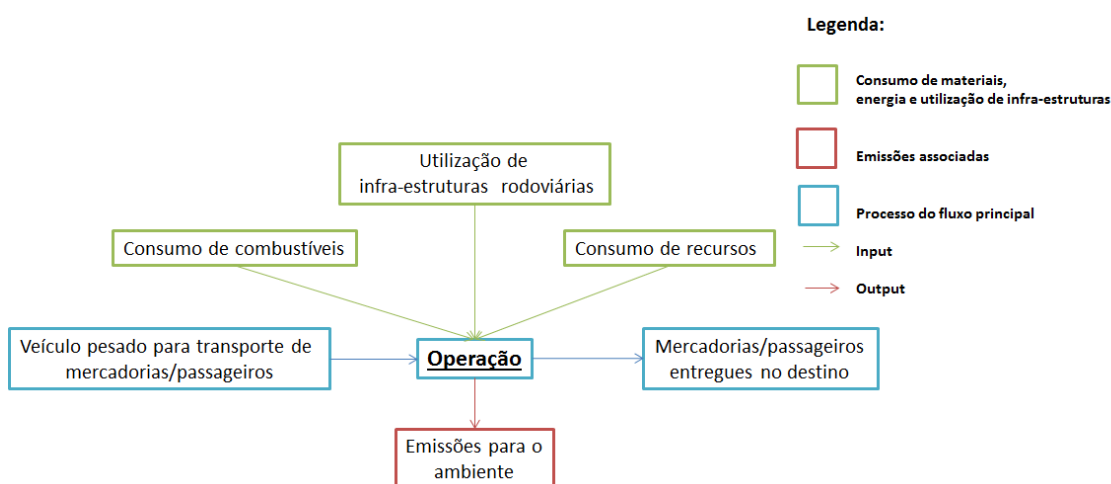 Legenda:
Consumo de materiais,
energia e utilização de infra-estruturas
Emissões associadas
Processo do fluxo principal
Input
Output
Utilização de
infra-estruturas rodoviárias
Consumo de combustíveis
Consumo de recursos
Veículo pesado para transporte de
mercadorias/passageiros
Operação
Mercadorias/passageiros
entregues no destino
Emissões para o
ambiente